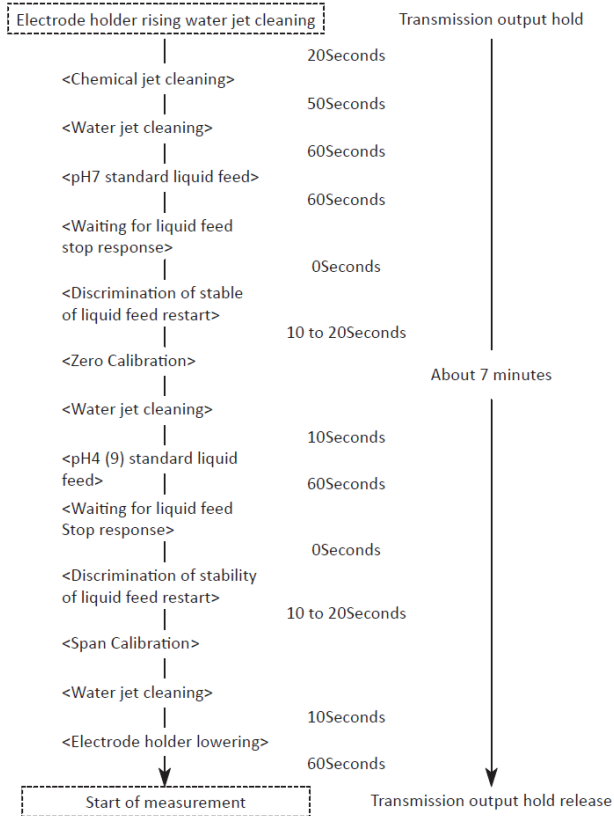 Electrode holder rising water jet cleaning
Transmission output hold
20Seconds
<Chemical jet cleaning>
50Seconds
<Water jet cleaning>
60Seconds
<pH7 standard liquid feed>
60Seconds
<Waiting for liquid feed
stop response>
0Seconds
<Discrimination of stable
of liquid feed restart>
10 to 20Seconds
<Zero Calibration>
About 7 minutes
<Water jet cleaning>
10Seconds
<pH4 (9) standard liquid
feed>
60Seconds
<Waiting for liquid feed
Stop response>
0Seconds
<Discrimination of stability
of liquid feed restart>
10 to 20Seconds
<Span Calibration>
<Water jet cleaning>
10Seconds
<Electrode holder lowering>
60Seconds
Start of measurement
Transmission output hold release